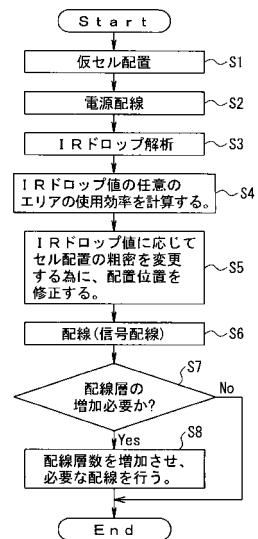 Start
仮セル配置
S1
電源配線
S2
IRドロップ解析
S3
IRドロップ値の任意の
エリアの使用効率を計算する。
S4
IRドロップ値に応じて
セル配置の粗密を変更
する為に、配置位置を
修正する。
S5
配線(信号配線)
S6
S7
配線層の
増加必要か?
No
Yes
S8
配線層数を増加させ、
必要な配線を行う。
End